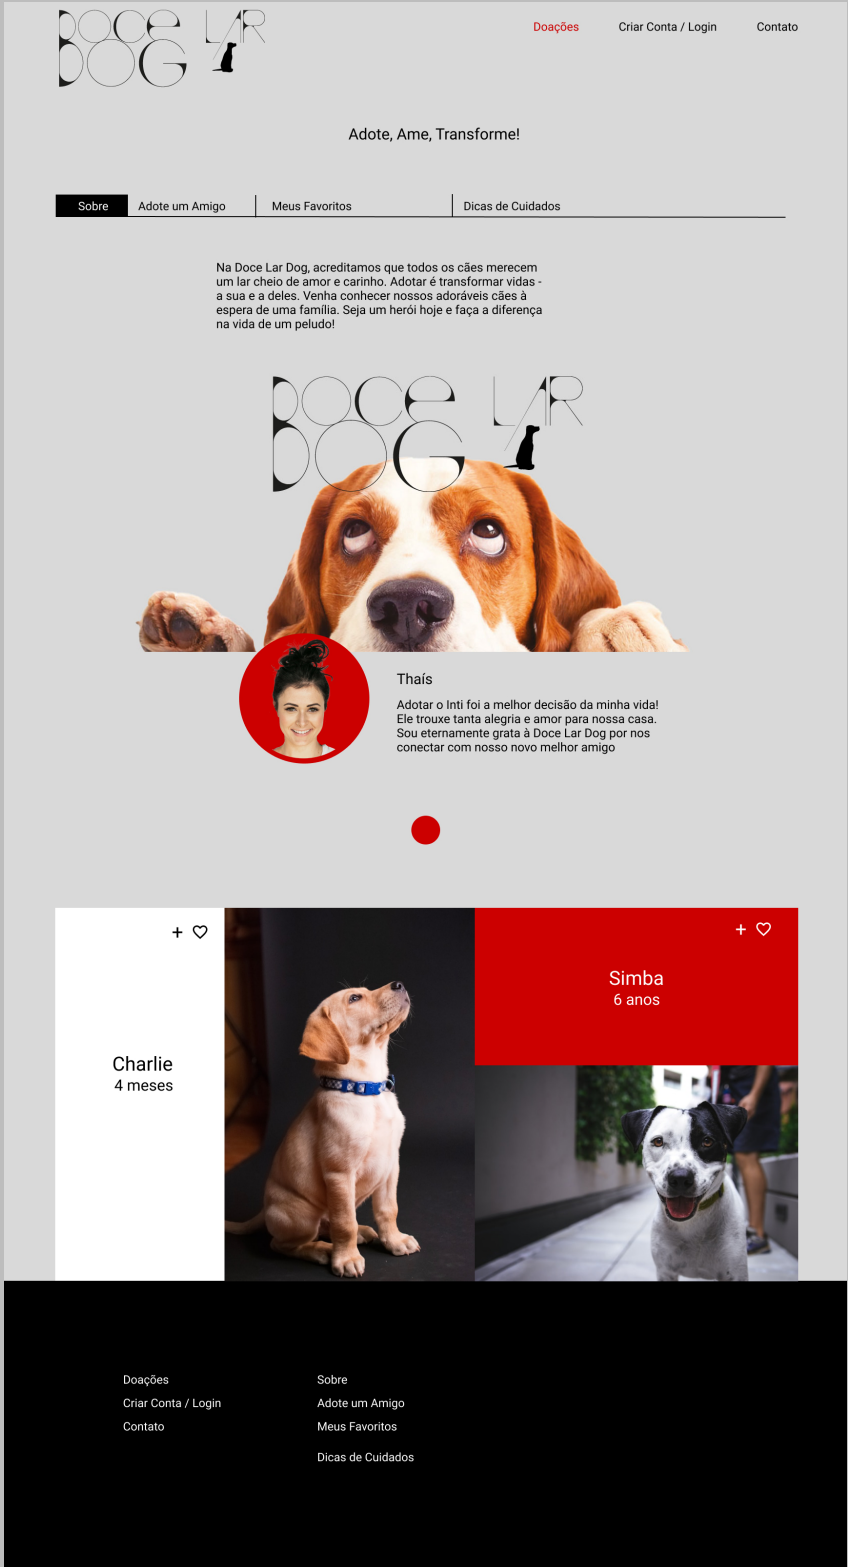 DOCE LAR
DOG
Doações
Criar Conta / Login
Contato
Adote, Ame, Transforme!
Sobre
Adote um Amigo
Meus Favoritos
Dicas de Cuidados
Na Doce Lar Dog, acreditamos que todos os cães merecem
um lar cheio de amor e carinho. Adotar é transformar vidas -
a sua e a deles. Venha conhecer nossos adoráveis cães à
espera de uma família. Seja um herói hoje e faça a diferença
na vida de um peludo!
DOCE LAR
DOG
Thaís
Adotar o Inti foi a melhor decisão da minha vida!
Ele trouxe tanta alegria e amor para nossa casa.
Sou eternamente grata à Doce Lar Dog por nos
conectar com nosso novo melhor amigo
Charlie
4 meses
Simba
6 anos
Doações
Criar Conta / Login
Contato
Sobre
Adote um Amigo
Meus Favoritos
Dicas de Cuidados